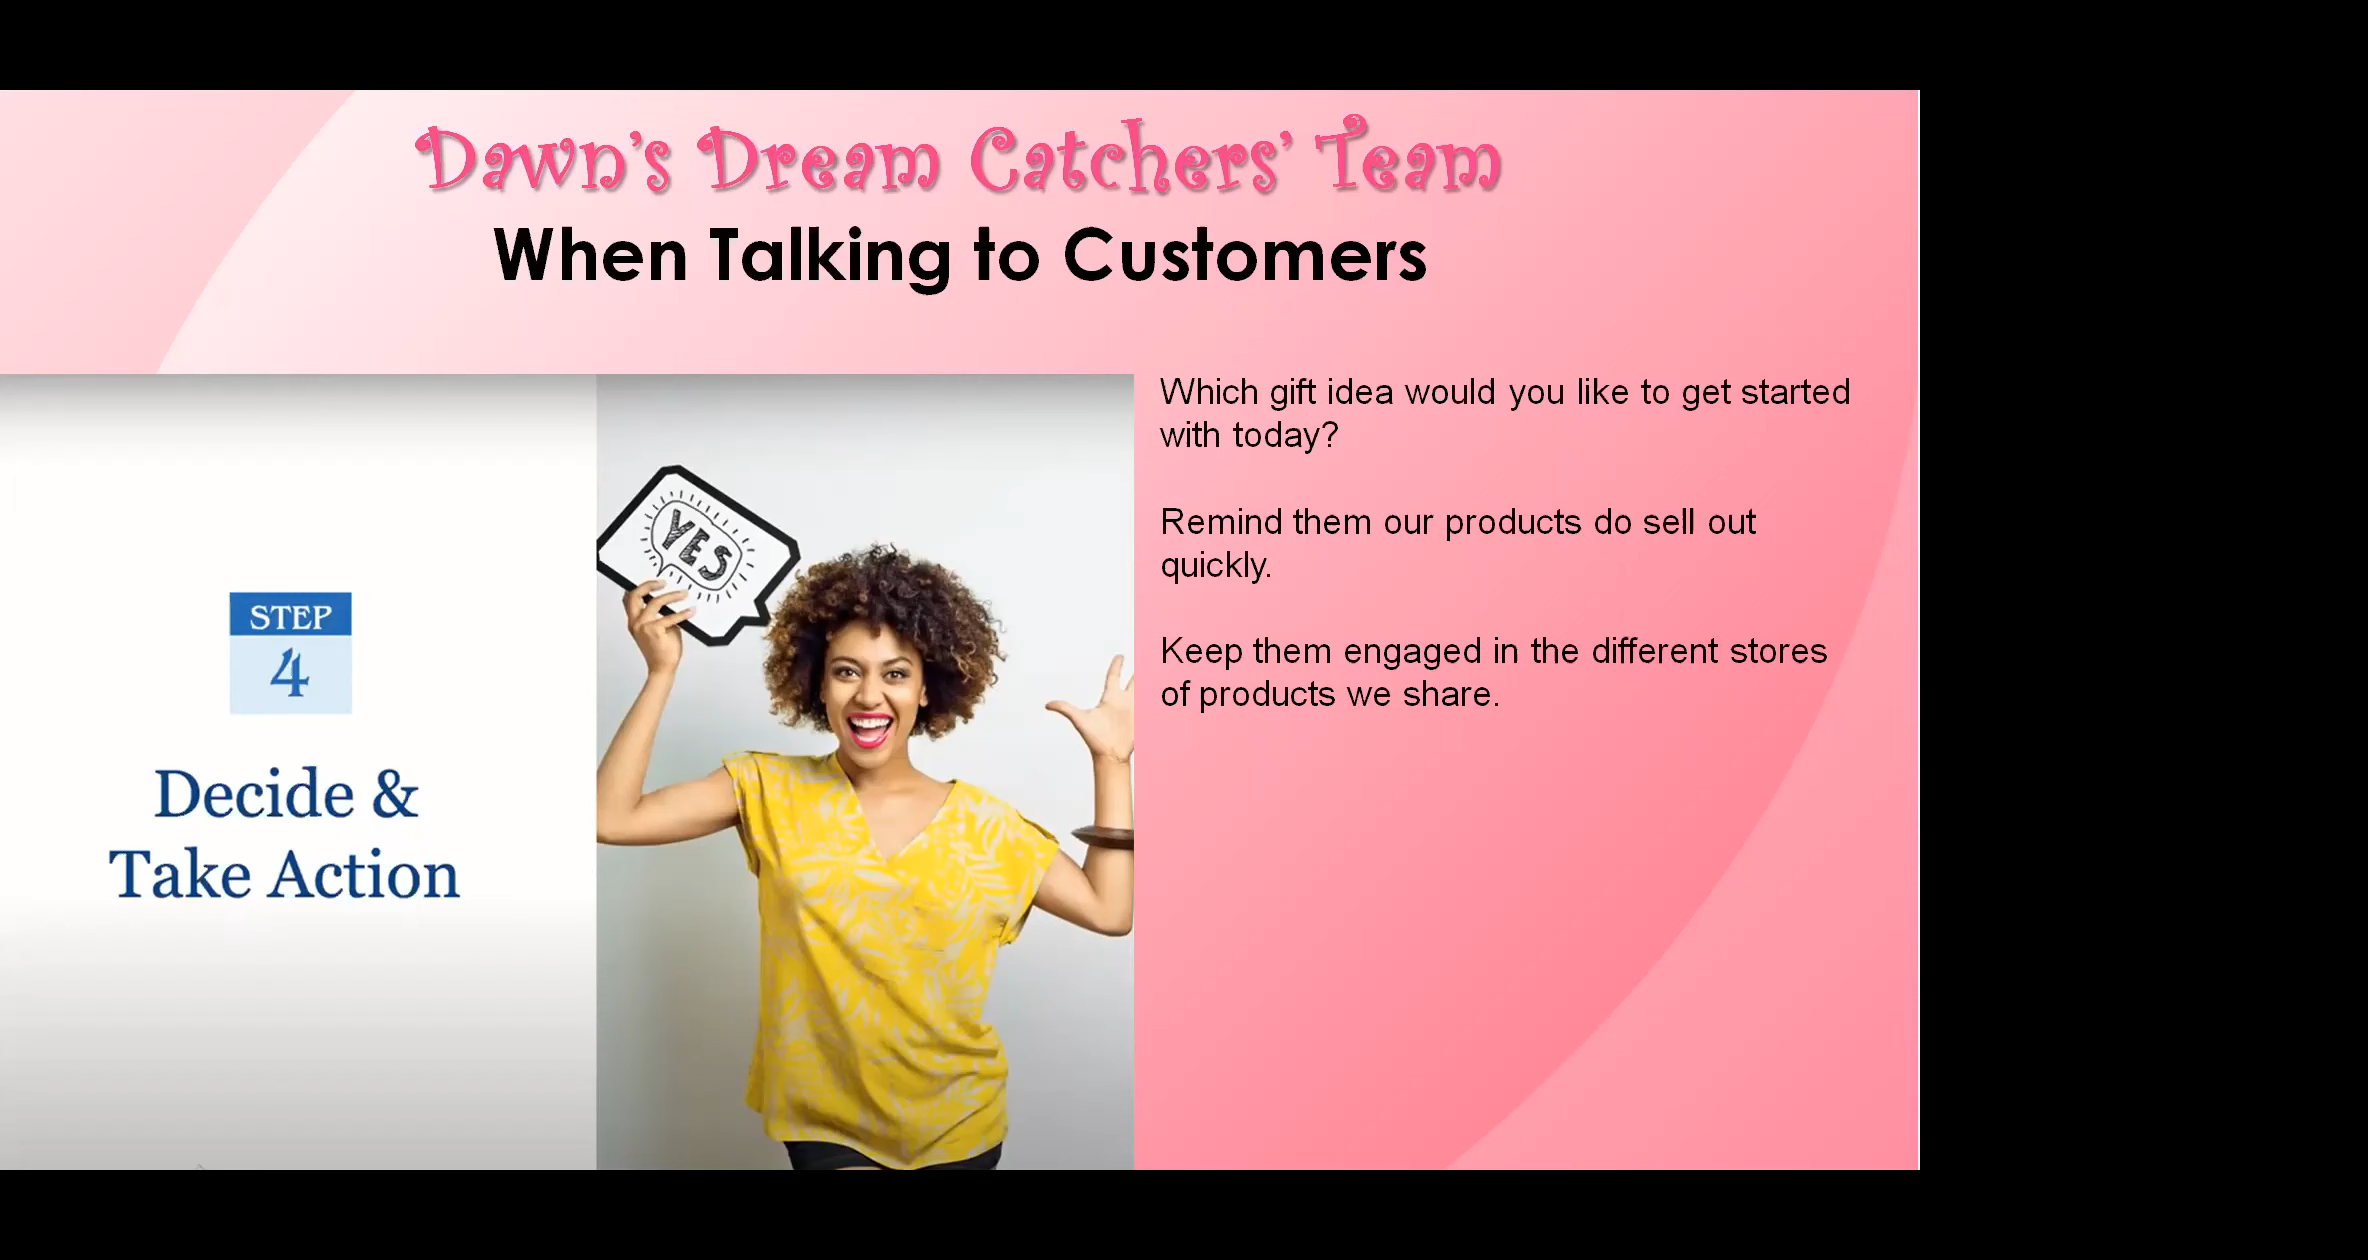 Dawn's Dream Catchers' Team
When Talking to Customers
STEP
4
Decide &
Take Action
YES
Which gift idea would you like to get started
with today?
Remind them our products do sell out
quickly.
Keep them engaged in the different stores
of products we share.